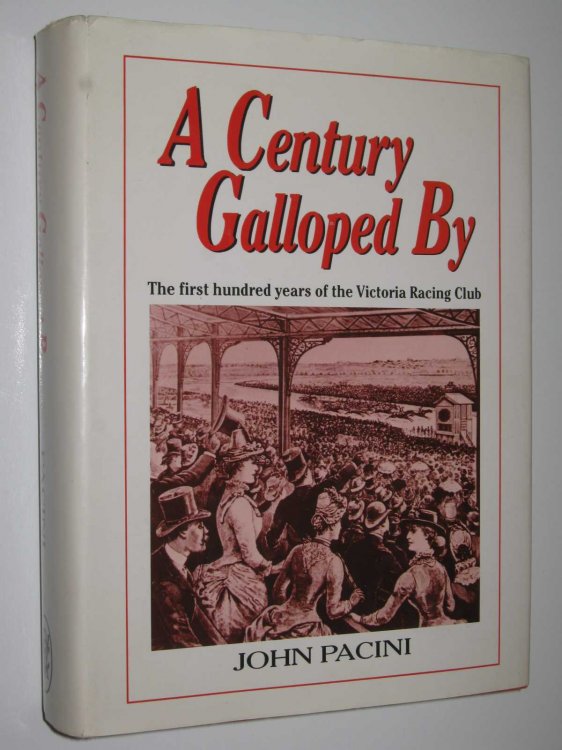 A Century
Galloped By
The first hundred years of the Victoria Racing Club
JOHN PACINI